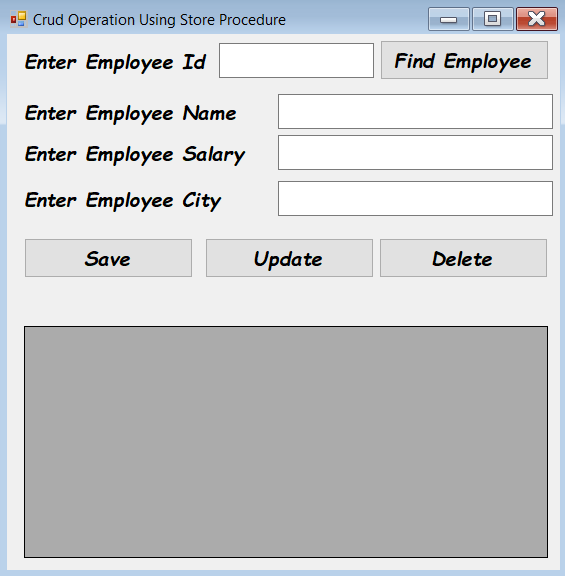 Crud Operation Using Store Procedure
Enter Employee Id
Find Employee
Enter Employee Name
Enter Employee Salary
Enter Employee City
Save Update Delete